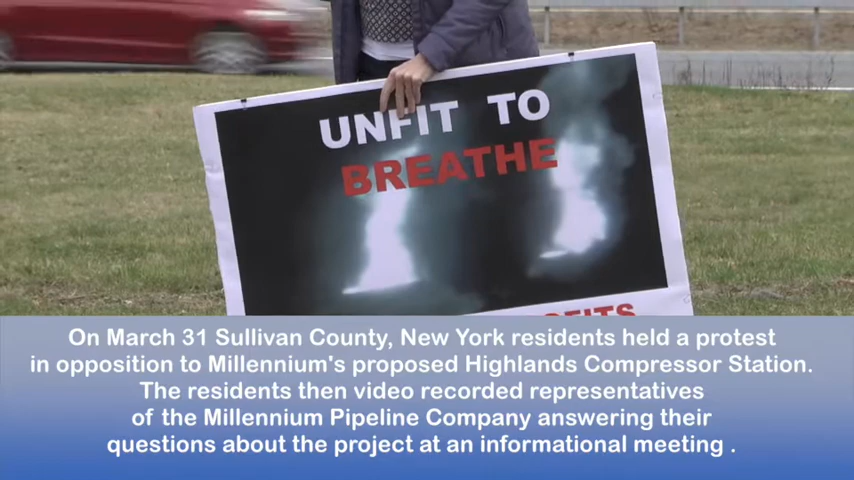 UNFIT TO
BREATHE
On March 31 Sullivan County, New York residents held a protest
in opposition to Millennium's proposed Highlands Compressor Station.
The residents then video recorded representatives
of the Millennium Pipeline Company answering their
questions about the project at an informational meeting .